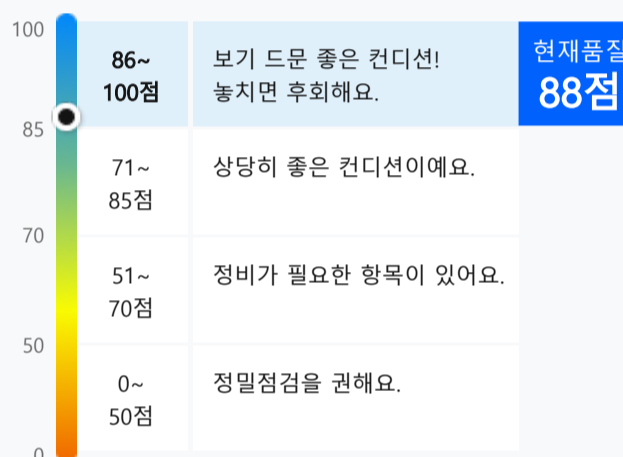 100
86~
100점
보기 드문 좋은 컨디션!
놓치면 후회해요.
현재품질
88점
85
71~
85점
상당히 좋은 컨디션이예요.
70
51~
70점
정비가 필요한 항목이 있어요.
50
0~
50점
정밀점검을 권해요.
0